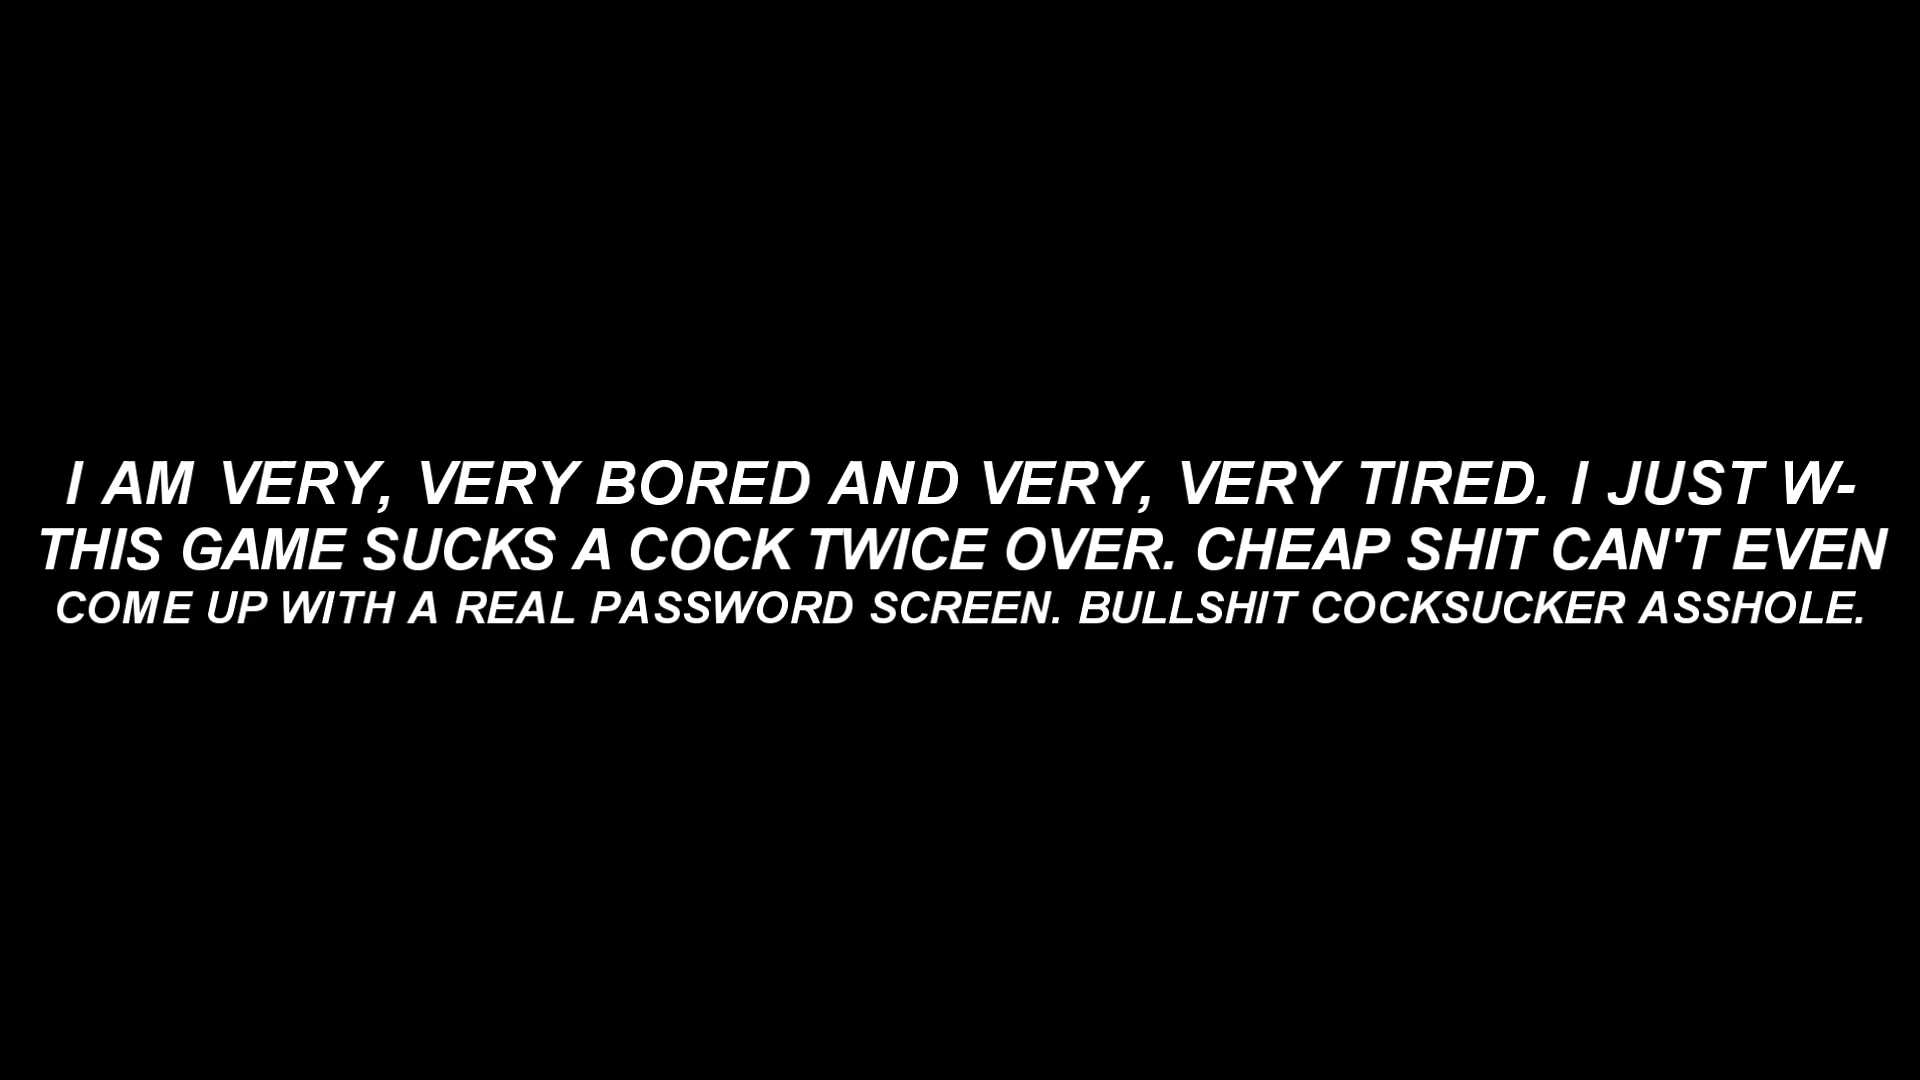 I AM VERY, VERY BORED AND VERY, VERY TIRED. I JUST W-
THIS GAME SUCKS A COCK TWICE OVER. CHEAP SHIT CAN'T EVEN
COME UP WITH A REAL PASSWORD SCREEN. BULLSHIT COCKSUCKER ASSHOLE.